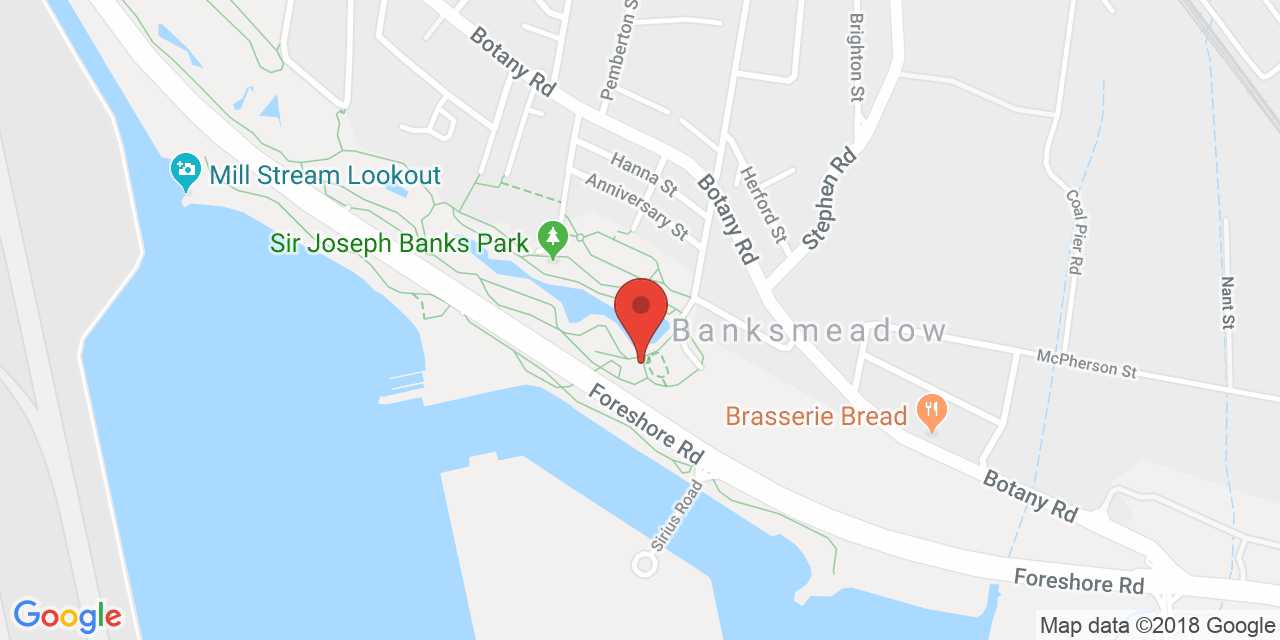 Botany Rd
Pemberton S
Brighton St
Mill Stream Lookout
Hanna St
Anniversary St
Botany Rd
Herford St
Stephen Rd
Coal Pier Rd
Sir Joseph Banks Park
Nant St
Banksmeadow
McPherson St
Foreshore Rd
Brasserie Bread
Sirius Road
Botany Rd
Foreshore Rd
Google
Map data ©2018 Google